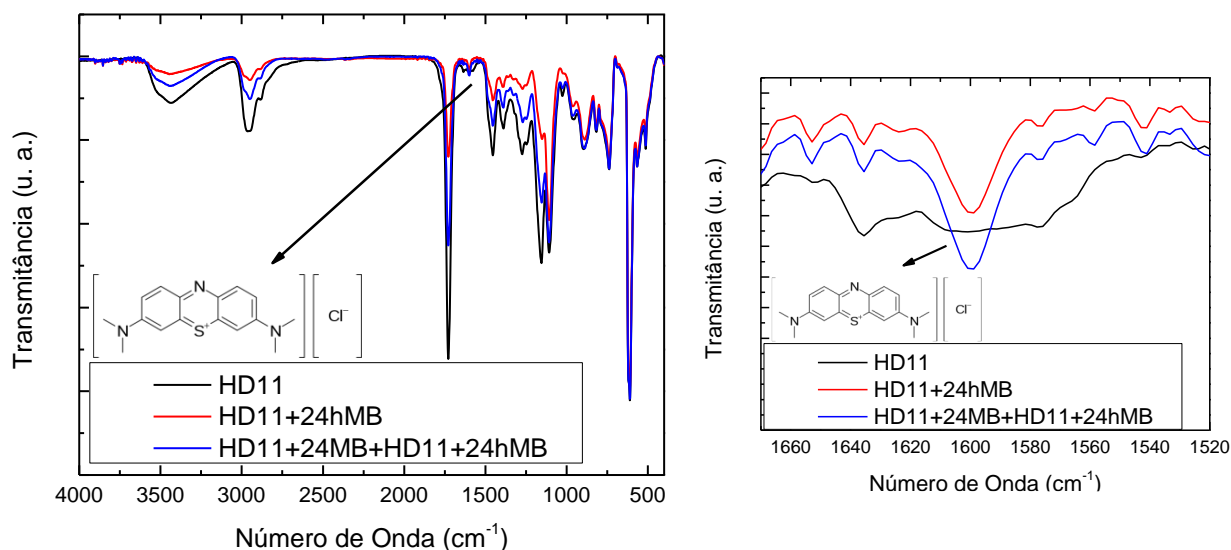 Transmitância (u. a.)
N
N
S+
N
Cl−
HD11
HD11+24hMB
HD11+24MB+HD11+24hMB
4000 3500 3000 2500 2000 1500 1000 500
Número de Onda (cm-1)
Transmitância (u. a.)
N
N
S+
N
Cl−
HD11
HD11+24hMB
HD11+24MB+HD11+24hMB
1660 1640 1620 1600 1580 1560 1540 1520
Número de Onda (cm-1)